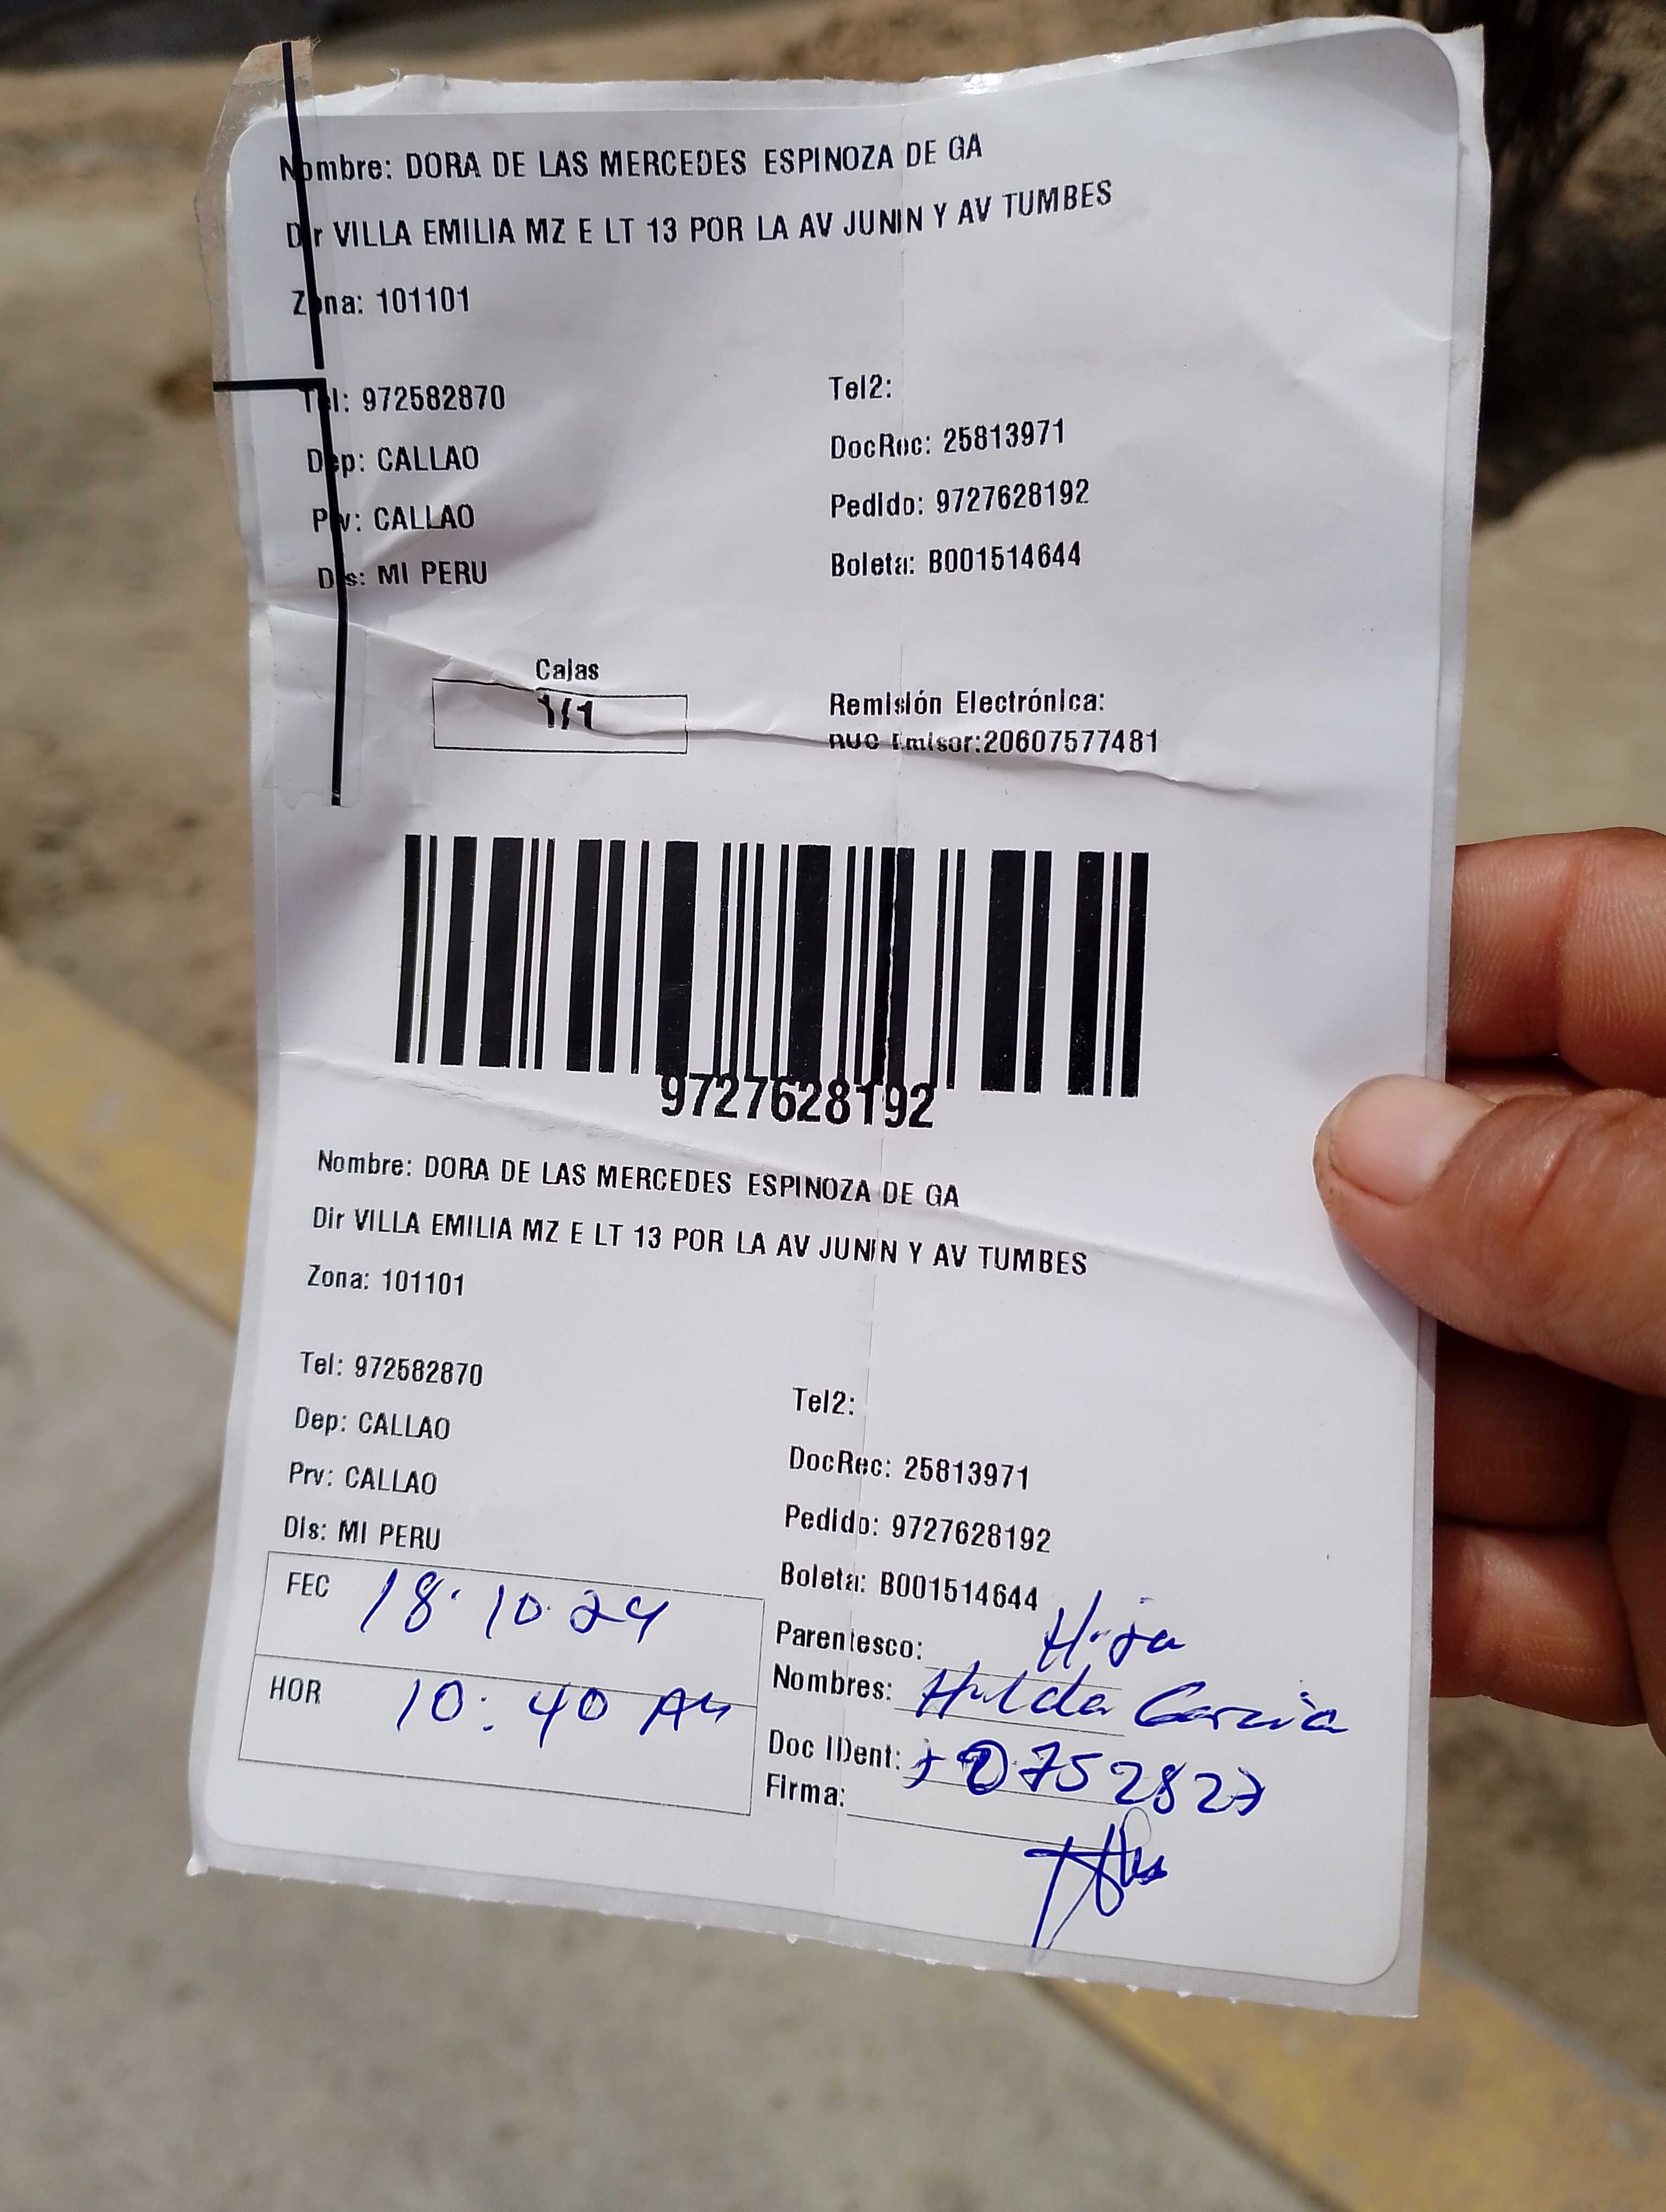 Nombre: DORA DE LAS MERCEDES ESPINOZA DE GA
Dir VILLA EMILIA MZ E LT 13 POR LA AV JUNIN Y AV TUMBES
Zona: 101101
Tel: 972582870
Tel2:
Dep: CALLAO
DocRec: 25813971
Prv: CALLAO
Pedido: 9727628192
Dis: MI PERU
Boleta: B001514644
Cajas
1/1
Remisión Electrónica:
RUC Emisor:20607577481
9727628192
Nombre: DORA DE LAS MERCEDES ESPINOZA DE GA
Dir VILLA EMILIA MZ E LT 13 POR LA AV JUNIN Y AV TUMBES
Zona: 101101
Tel: 972582870
Tel2:
Dep: CALLAO
DocRec: 25813971
Prv: CALLAO
Pedido: 9727628192
Dis: MI PERU
Boleta: B001514644
FEC 18·10·24
Parentesco: Hija
Nombres: Hulda Garzia
HOR 10:40 AM
Doc IDent:
Firma: